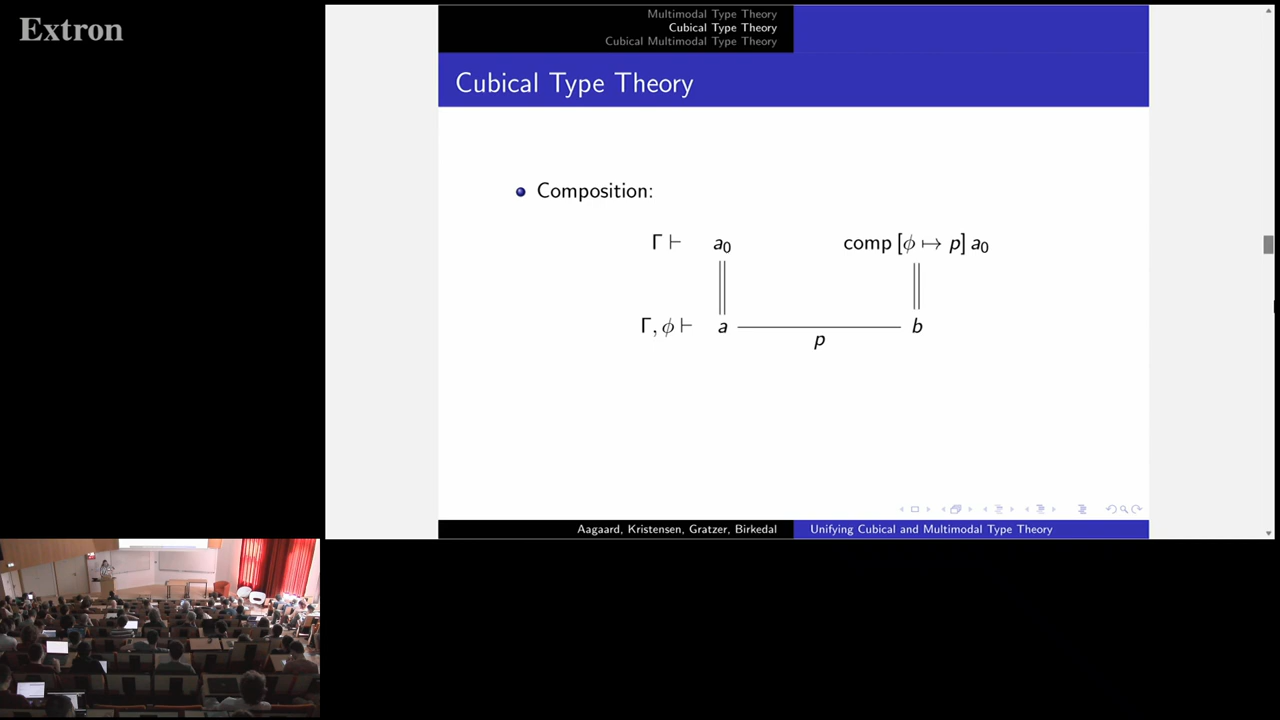 Extron
Multimodal Type Theory
Cubical Type Theory
Cubical Multimodal Type Theory
Cubical Type Theory
Composition:
Γ ⊢ a₀ comp [ϕ ↦ p] a₀
Γ, ϕ ⊢ a b
p
Aagaard, Kristensen, Gratzer, Birkedal Unifying Cubical and Multimodal Type Theory